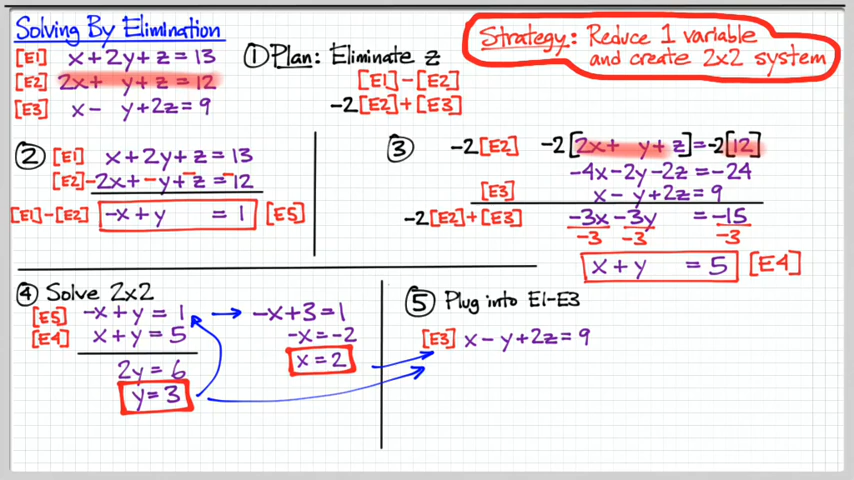 Solving By Elimination
[E1] x + 2y + z = 13
[E2] 2x + y + z = 12
[E3] x - y + 2z = 9
① Plan: Eliminate z
[E1] - [E2]
-2[E2] + [E3]
Strategy: Reduce 1 variable
and create 2x2 system
②
[E1] x + 2y + z = 13
[E2] -2x + -y + -z = -12
[E1] - [E2] -x + y = 1 [E5]
③ -2[E2] -2[2x + y + z] = -2[12]
-4x - 2y - 2z = -24
[E3] x - y + 2z = 9
-2[E2] + [E3] -3x - 3y = -15
-3 -3 -3
x + y = 5 [E4]
④ Solve 2x2
[E5] -x + y = 1 → -x + 3 = 1
[E4] x + y = 5 -x = -2
2y = 6 x = 2
y = 3
⑤ Plug into E1-E3
[E3] x - y + 2z = 9